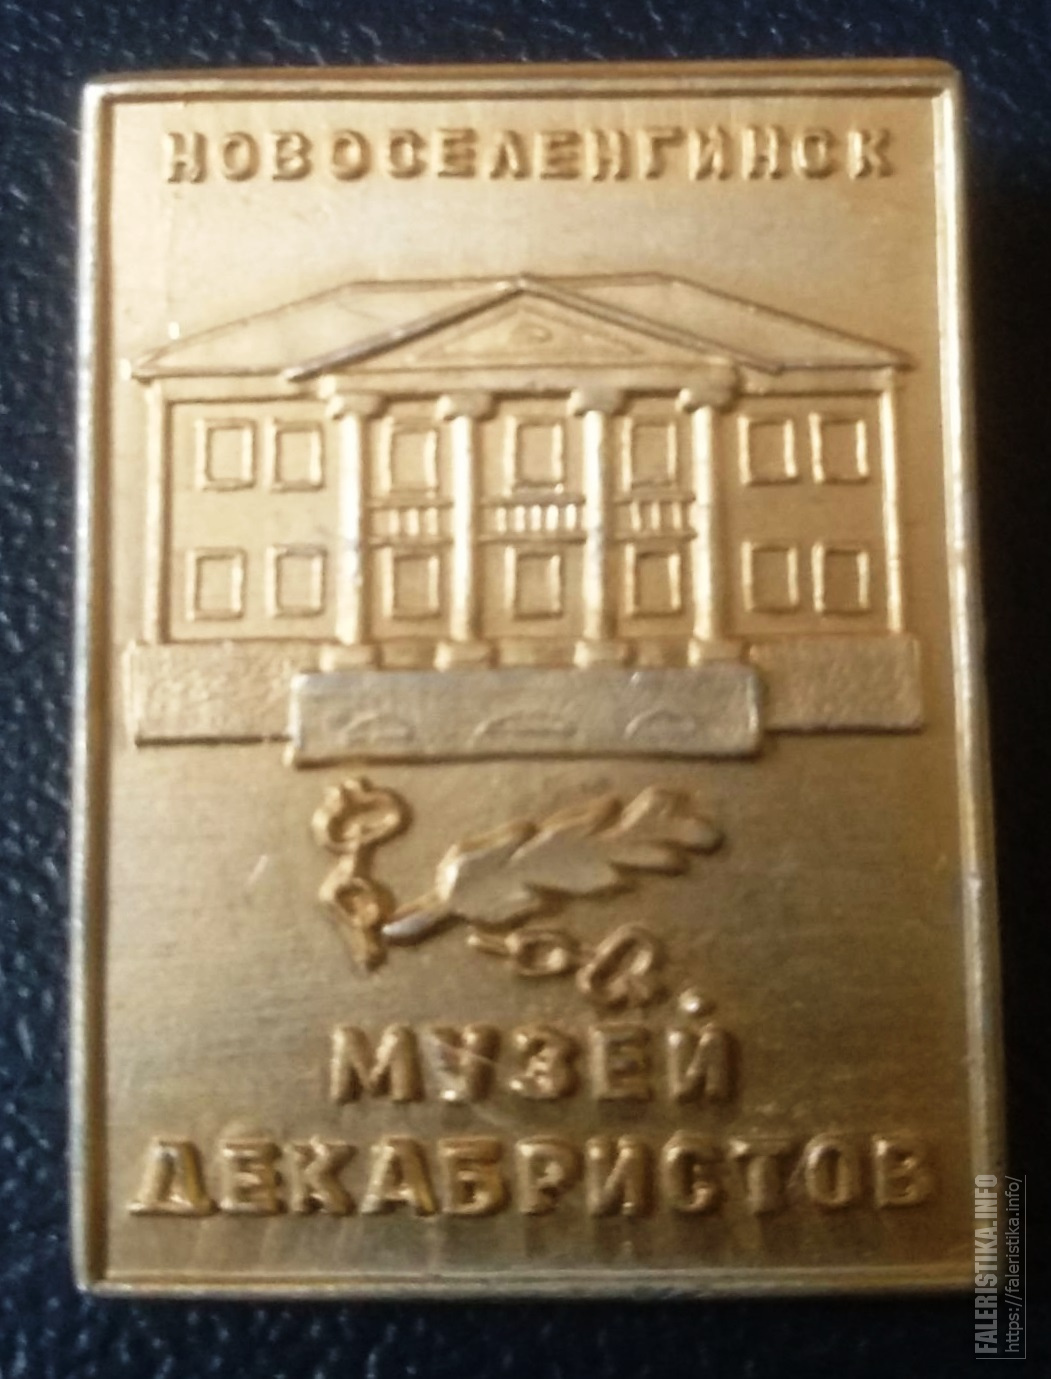 НОВОСЕЛЕНГИНСК
МУЗЕЙ
ДЕКАБРИСТОВ
FALERISTIKA.INFO
https://faleristika.info/